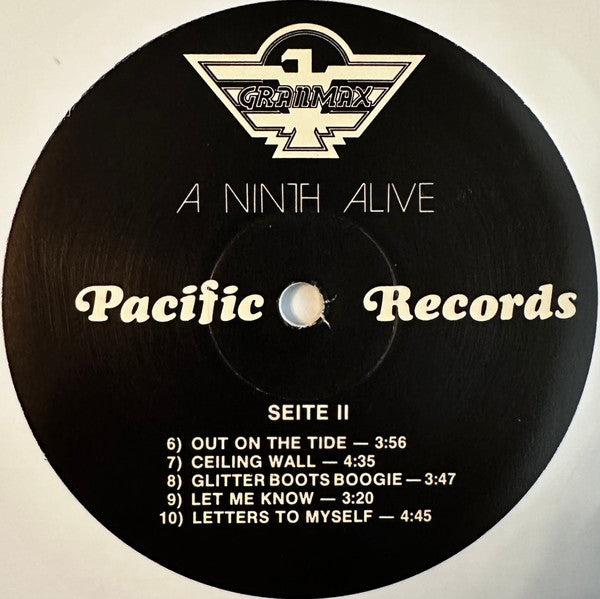 GRANMAX
A NINTH ALIVE
Pacific Records
SEITE II
6) OUT ON THE TIDE — 3:56
7) CEILING WALL — 4:35
8) GLITTER BOOTS BOOGIE — 3:47
9) LET ME KNOW — 3:20
10) LETTERS TO MYSELF — 4:45